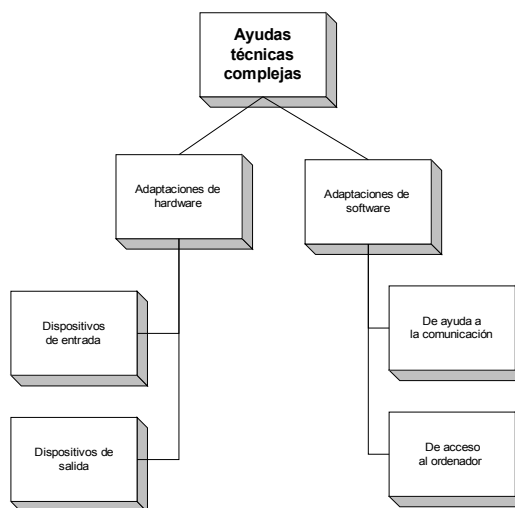 Ayudas
técnicas
complejas
Adaptaciones de
hardware
Adaptaciones de
software
Dispositivos
de entrada
De ayuda a
la comunicación
Dispositivos de
salida
De acceso
al ordenador